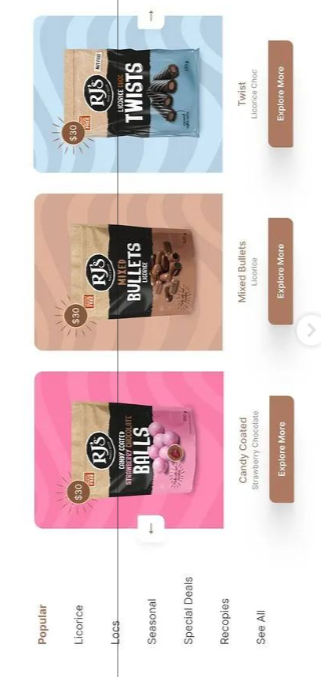 Popular
Licorice
Locs
Seasonal
Special Deals
Recopies
See All
$30
RJ's
CANDY COATED
STRAWBERRY CHOCOLATE
BALLS
Candy Coated
Strawberry Chocolate
Explore More
$30
RJ's
MIXED
BULLETS
LICORICE
Mixed Bullets
Licorice
Explore More
$30
RJ's
LICORICE CHOC
TWISTS
Twist
Licorice Choc
Explore More